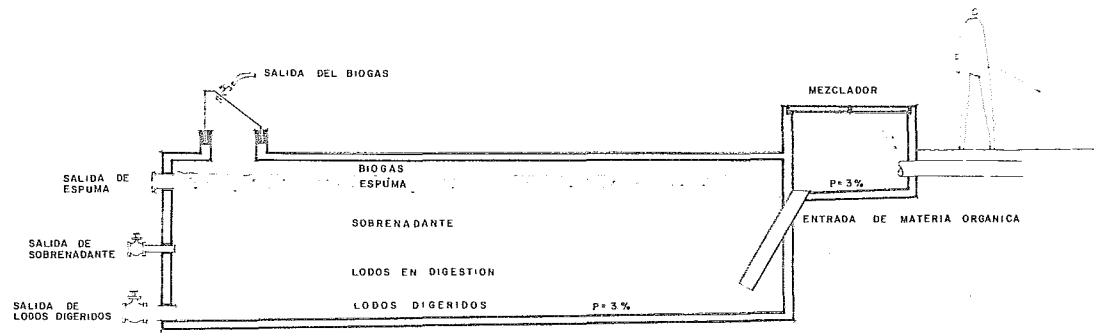 SALIDA DEL BIOGAS
MEZCLADOR
BIOGAS
SALIDA DE
ESPUMA
ESPUMA
P=3%
SOBRENADANTE
ENTRADA DE MATERIA ORGANICA
SALIDA DE
SOBRENADANTE
LODOS EN DIGESTION
SALIDA DE
LODOS DIGERIDOS
LODOS DIGERIDOS
P=3%